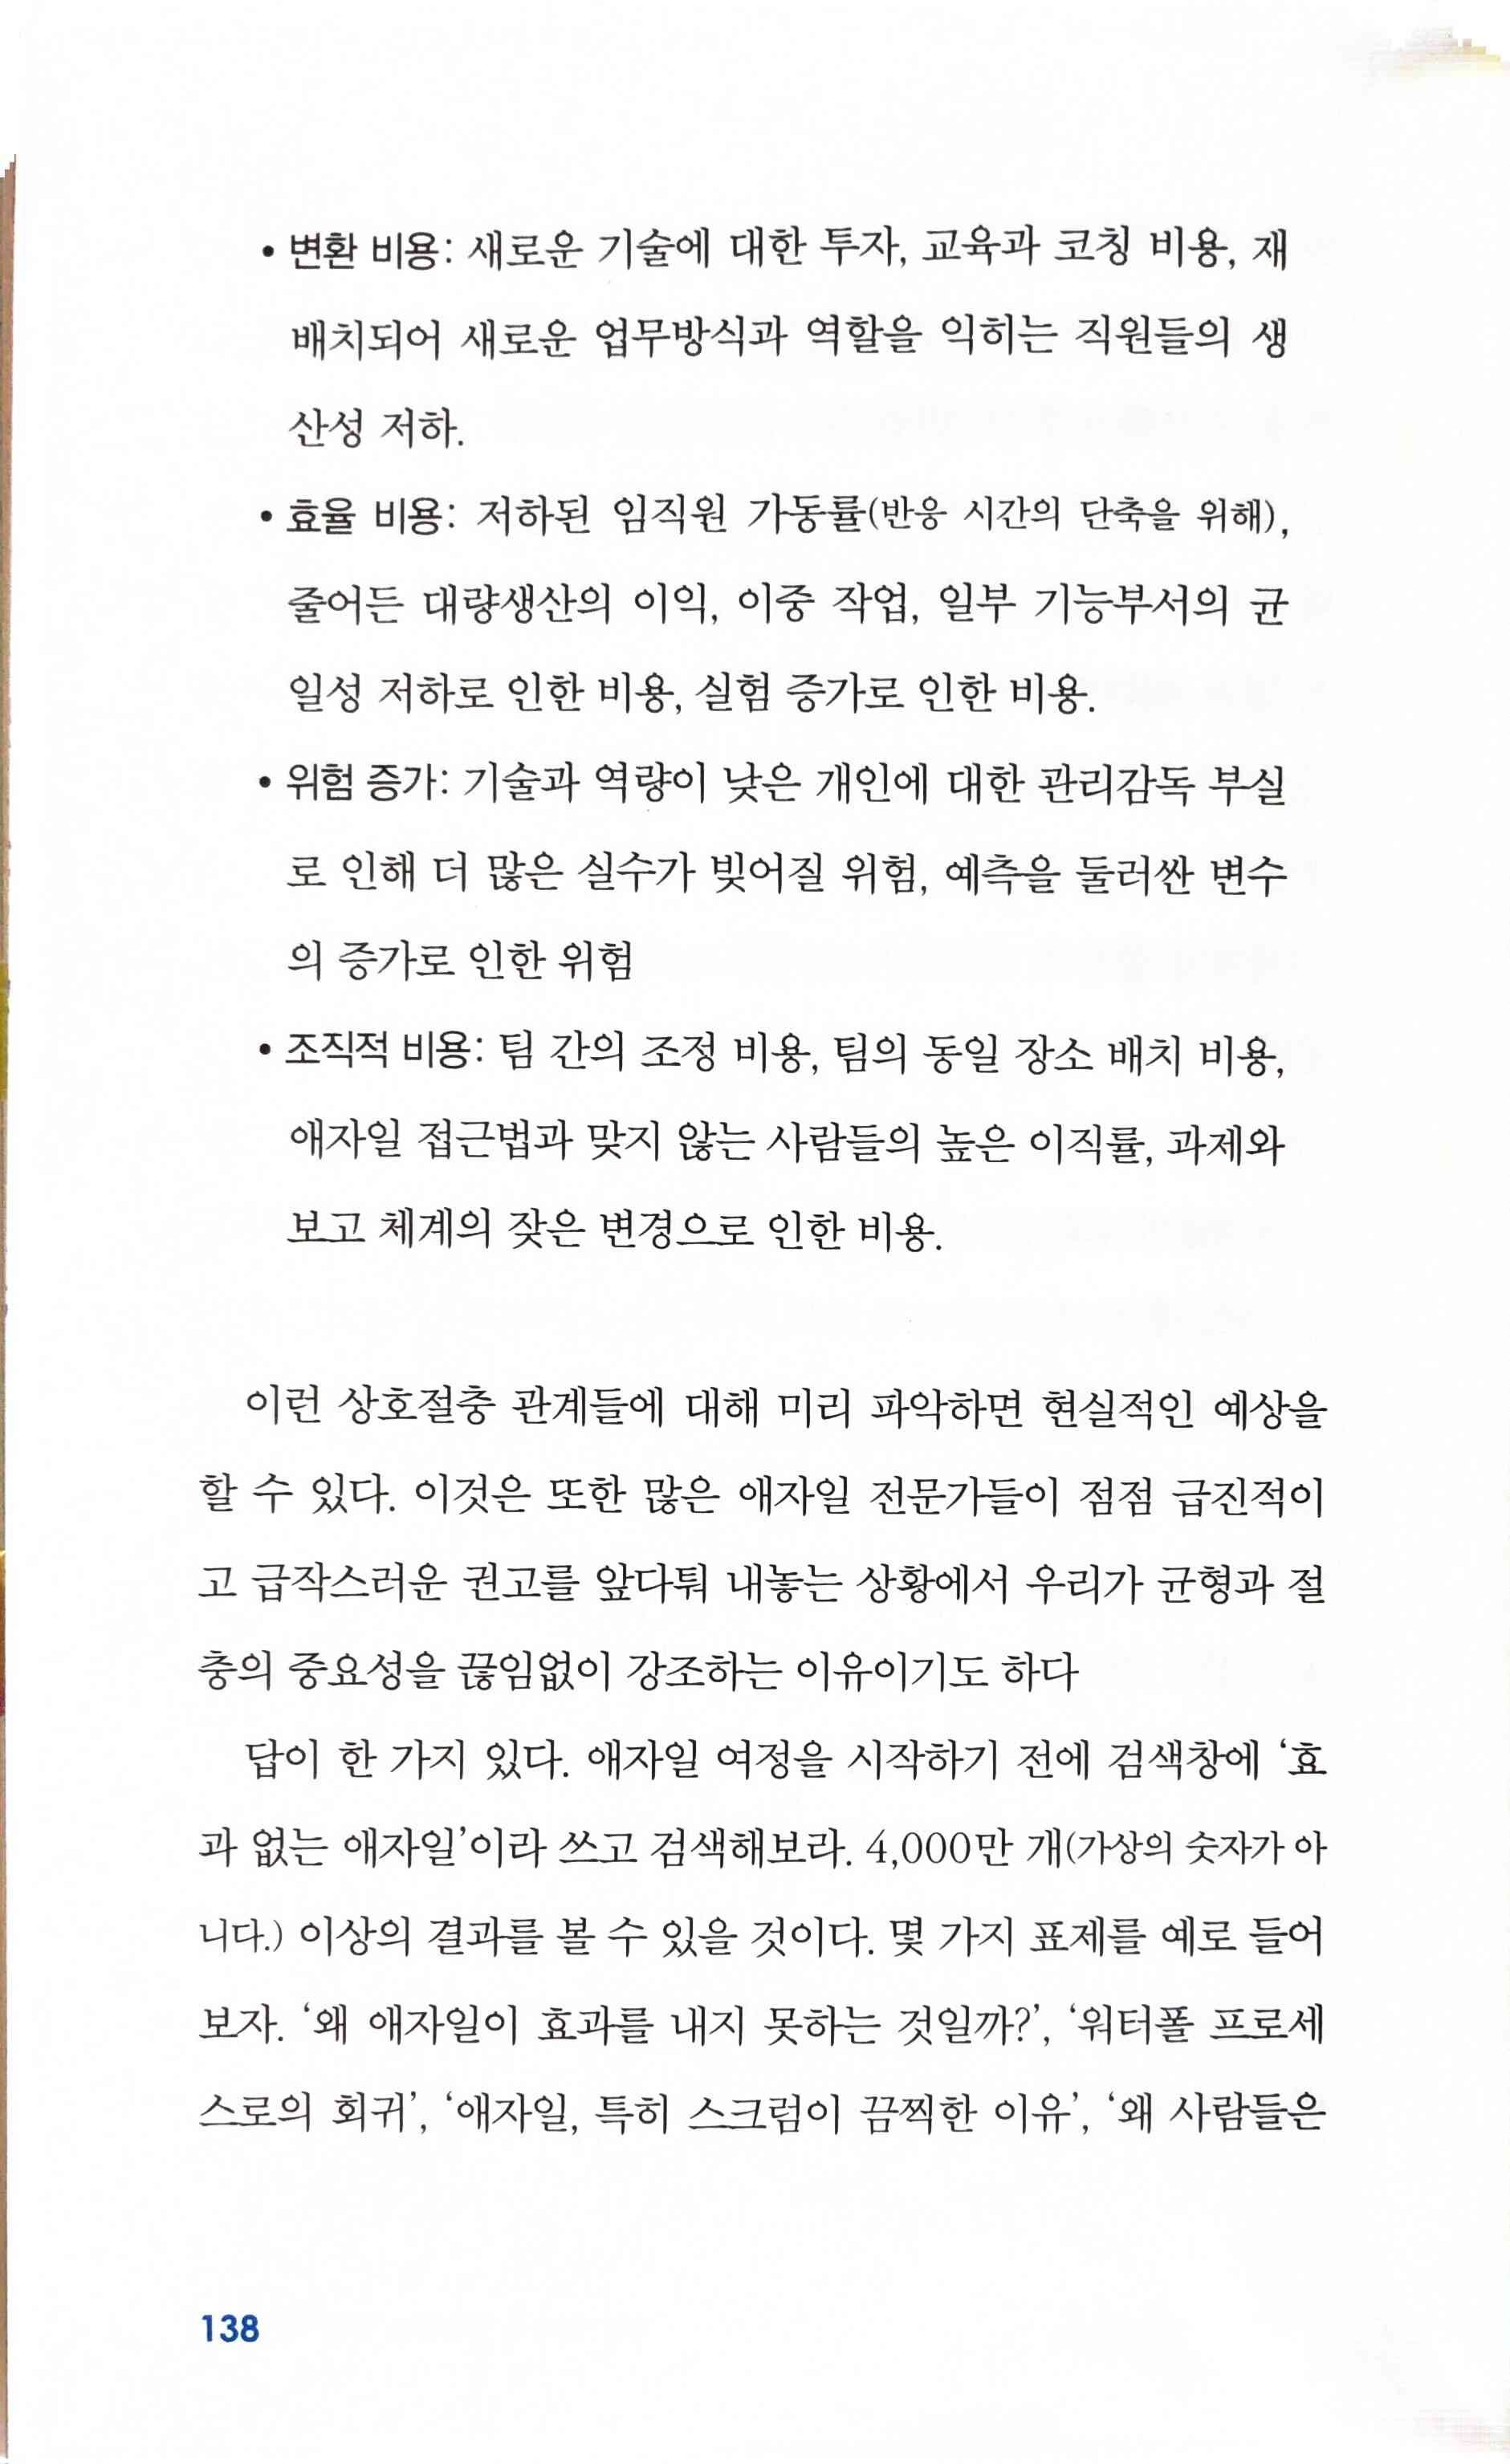 • 변환 비용: 새로운 기술에 대한 투자, 교육과 코칭 비용, 재
배치되어 새로운 업무방식과 역할을 익히는 직원들의 생
산성 저하.
• 효율 비용: 저하된 임직원 가동률(반응 시간의 단축을 위해),
줄어든 대량생산의 이익, 이중 작업, 일부 기능부서의 균
일성 저하로 인한 비용, 실험 증가로 인한 비용.
• 위험 증가: 기술과 역량이 낮은 개인에 대한 관리감독 부실
로 인해 더 많은 실수가 빚어질 위험, 예측을 둘러싼 변수
의 증가로 인한 위험
• 조직적 비용: 팀 간의 조정 비용, 팀의 동일 장소 배치 비용,
애자일 접근법과 맞지 않는 사람들의 높은 이직률, 과제와
보고 체계의 잦은 변경으로 인한 비용.
이런 상호절충 관계들에 대해 미리 파악하면 현실적인 예상을
할 수 있다. 이것은 또한 많은 애자일 전문가들이 점점 급진적이
고 급작스러운 권고를 앞다퉈 내놓는 상황에서 우리가 균형과 절
충의 중요성을 끊임없이 강조하는 이유이기도 하다
답이 한 가지 있다. 애자일 여정을 시작하기 전에 검색창에 ‘효
과 없는 애자일’이라 쓰고 검색해보라. 4,000만 개(가상의 숫자가 아
니다.) 이상의 결과를 볼 수 있을 것이다. 몇 가지 표제를 예로 들어
보자. ‘왜 애자일이 효과를 내지 못하는 것일까?’, ‘워터폴 프로세
스로의 회귀’, ‘애자일, 특히 스크럼이 끔찍한 이유’, ‘왜 사람들은
138